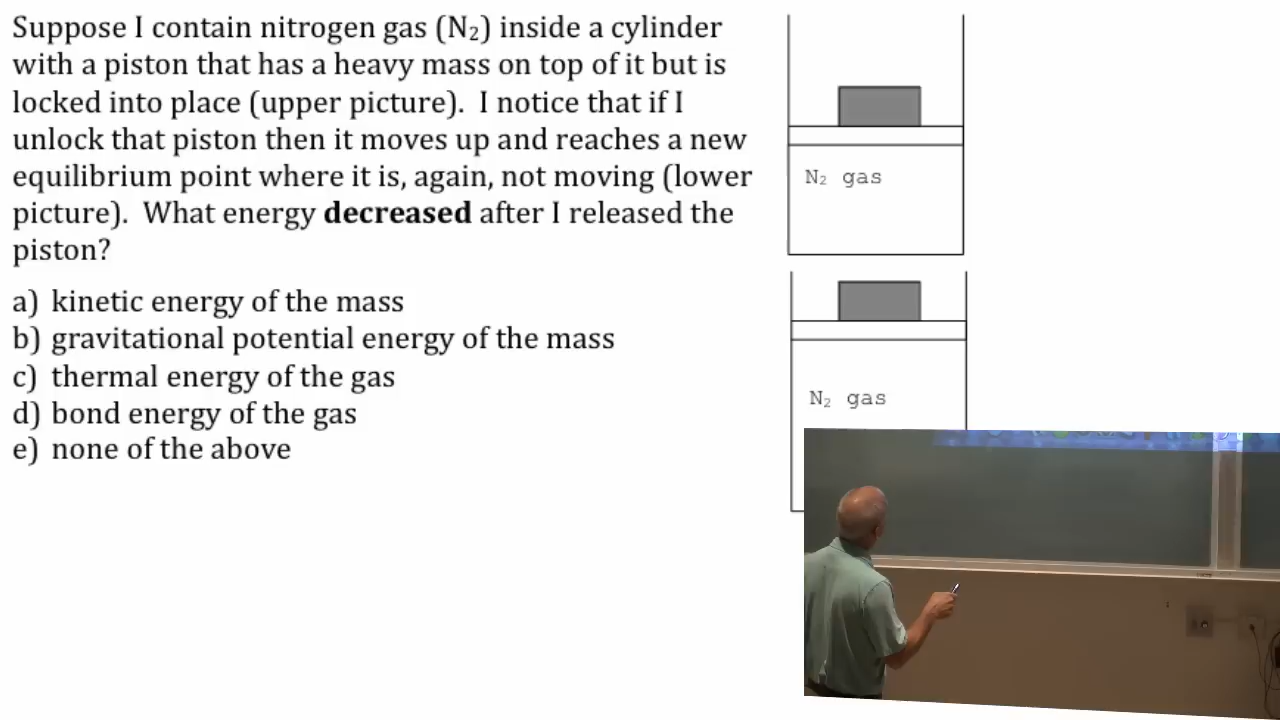 Suppose I contain nitrogen gas (N₂) inside a cylinder
with a piston that has a heavy mass on top of it but is
locked into place (upper picture).  I notice that if I
unlock that piston then it moves up and reaches a new
equilibrium point where it is, again, not moving (lower
picture).  What energy decreased after I released the
piston?
a) kinetic energy of the mass
b) gravitational potential energy of the mass
c) thermal energy of the gas
d) bond energy of the gas
e) none of the above
N₂ gas
N₂ gas